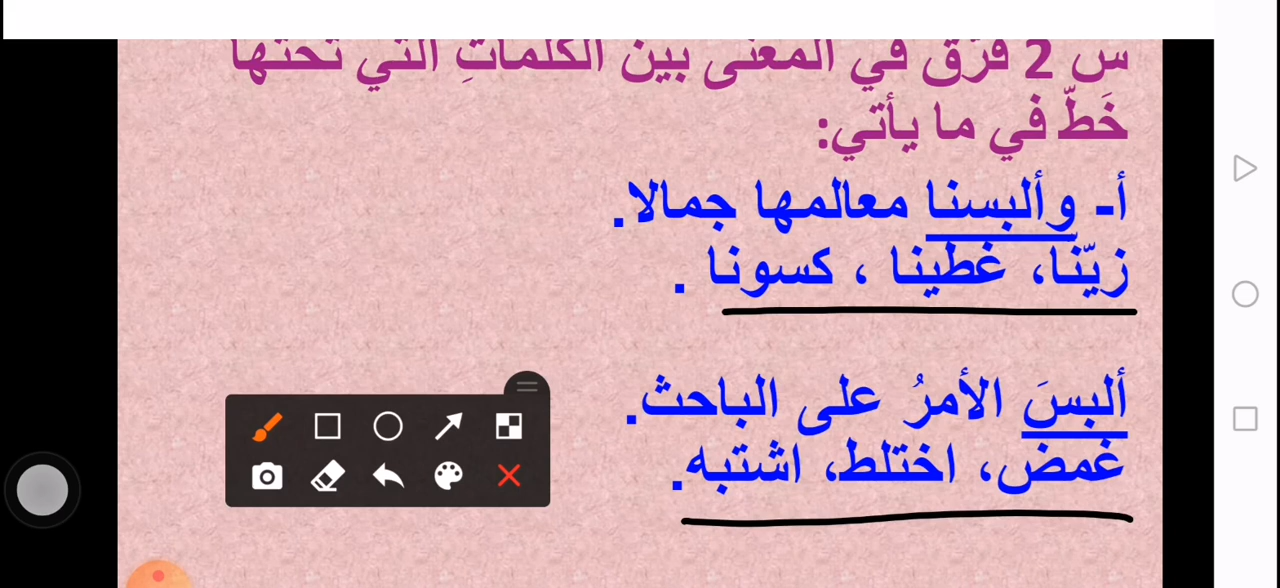 س 2 فرّق في المعنى بين الكلماتِ التي تحتها
خَطّ في ما يأتي:
أ- وألبسنا معالمها جمالا.
زيّنّا، غطينا ، كسونا .
ألبسَ الأمرُ على الباحث.
غمض، اختلط، اشتبه.